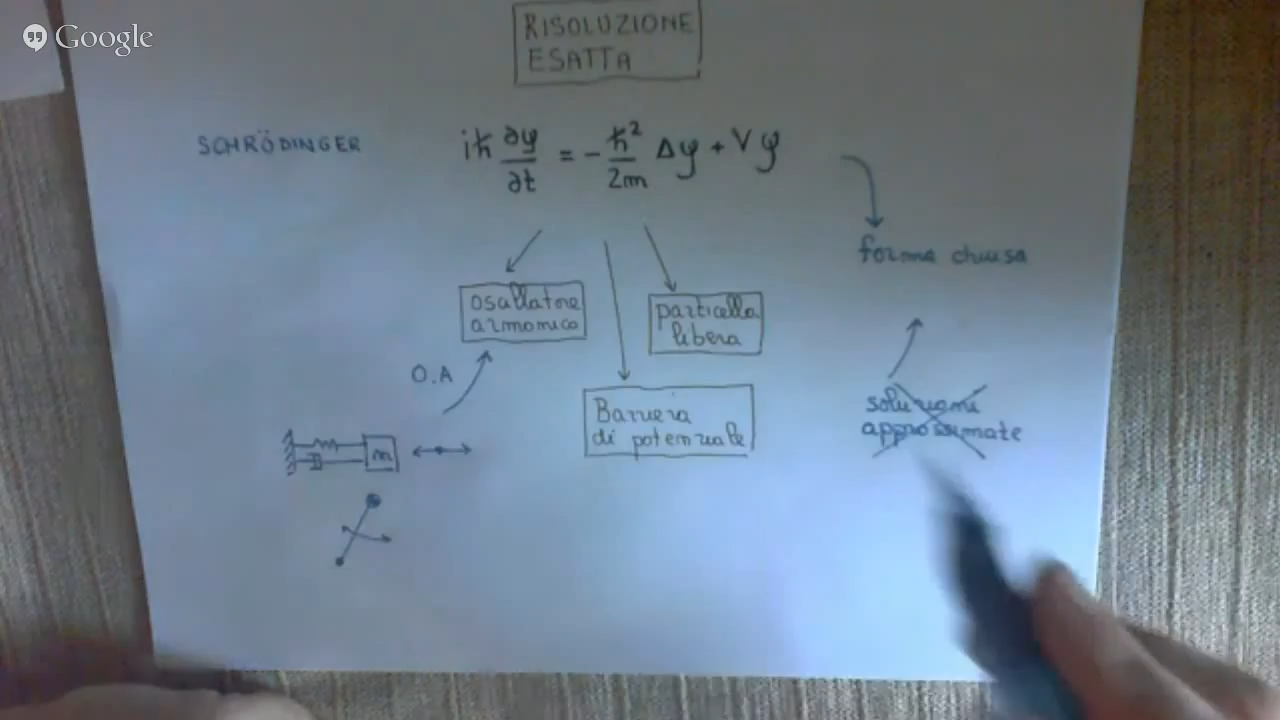 Google
RISOLUZIONE
ESATTA
SCHRÖDINGER
iħ ∂ψ/∂t = - ħ²/2m Δψ + Vψ
forma chiusa
oscillatore
armonico
particella
libera
O.A
Barriera
di potenziale
soluzioni
approssimate
m